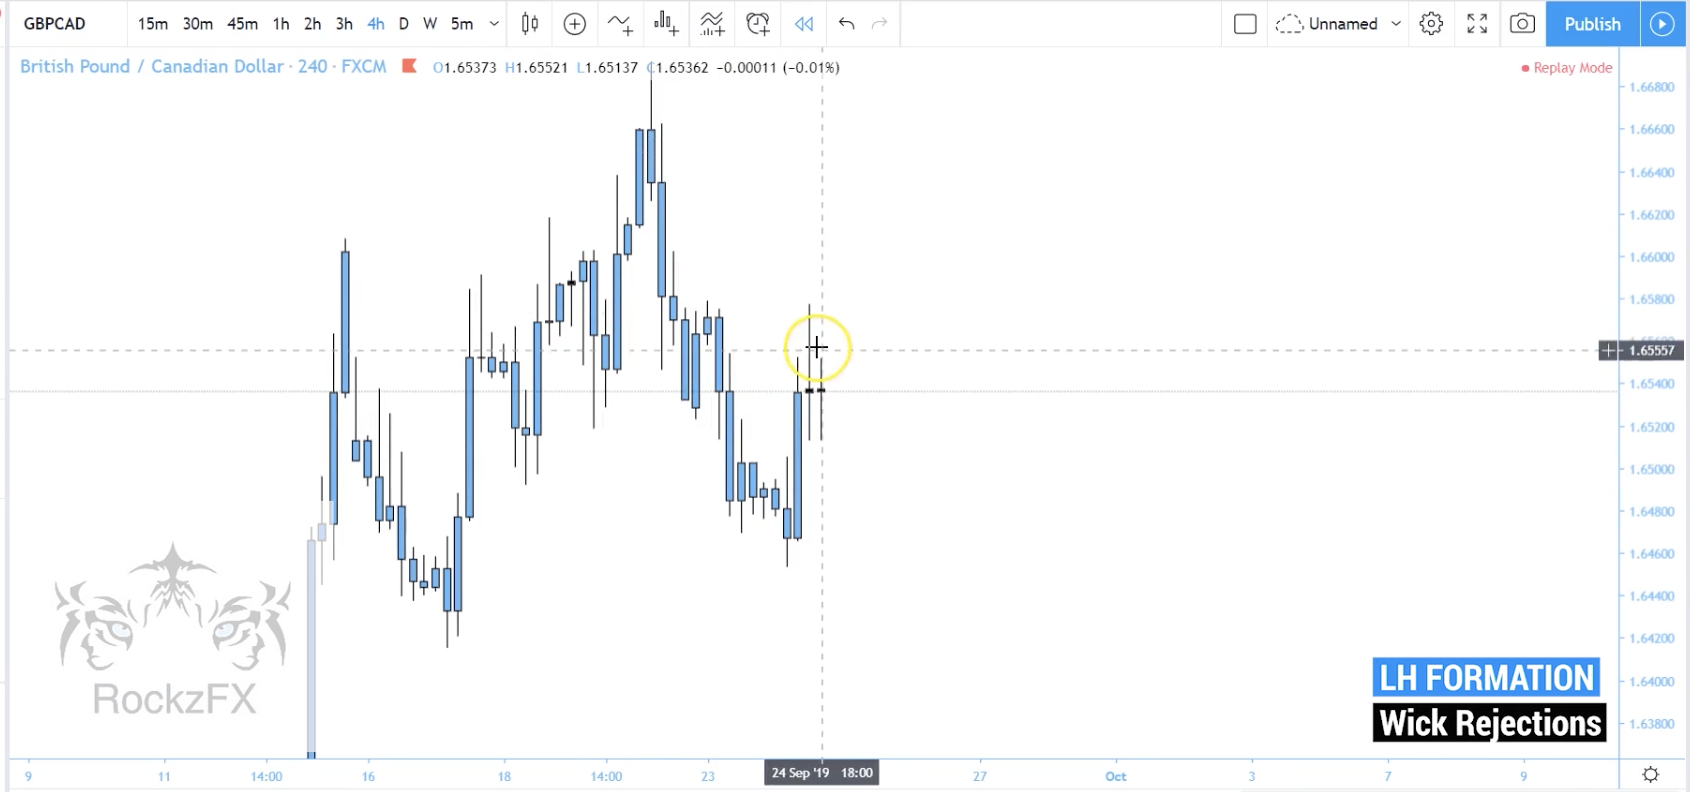 GBPCAD 15m 30m 45m 1h 2h 3h 4h D W 5m Unnamed Publish
British Pound / Canadian Dollar · 240 · FXCM O1.65373 H1.65521 L1.65137 C1.65362 −0.00011 (−0.01%)
Replay Mode
1.66800
1.66600
1.66400
1.66200
1.66000
1.65800
1.65557
1.65400
1.65200
1.65000
1.64800
1.64600
1.64400
1.64200
1.64000
1.63800
RockzFX
LH FORMATION
Wick Rejections
9 11 14:00 16 18 14:00 23 24 Sep '19 18:00 27 Oct 3 7 9